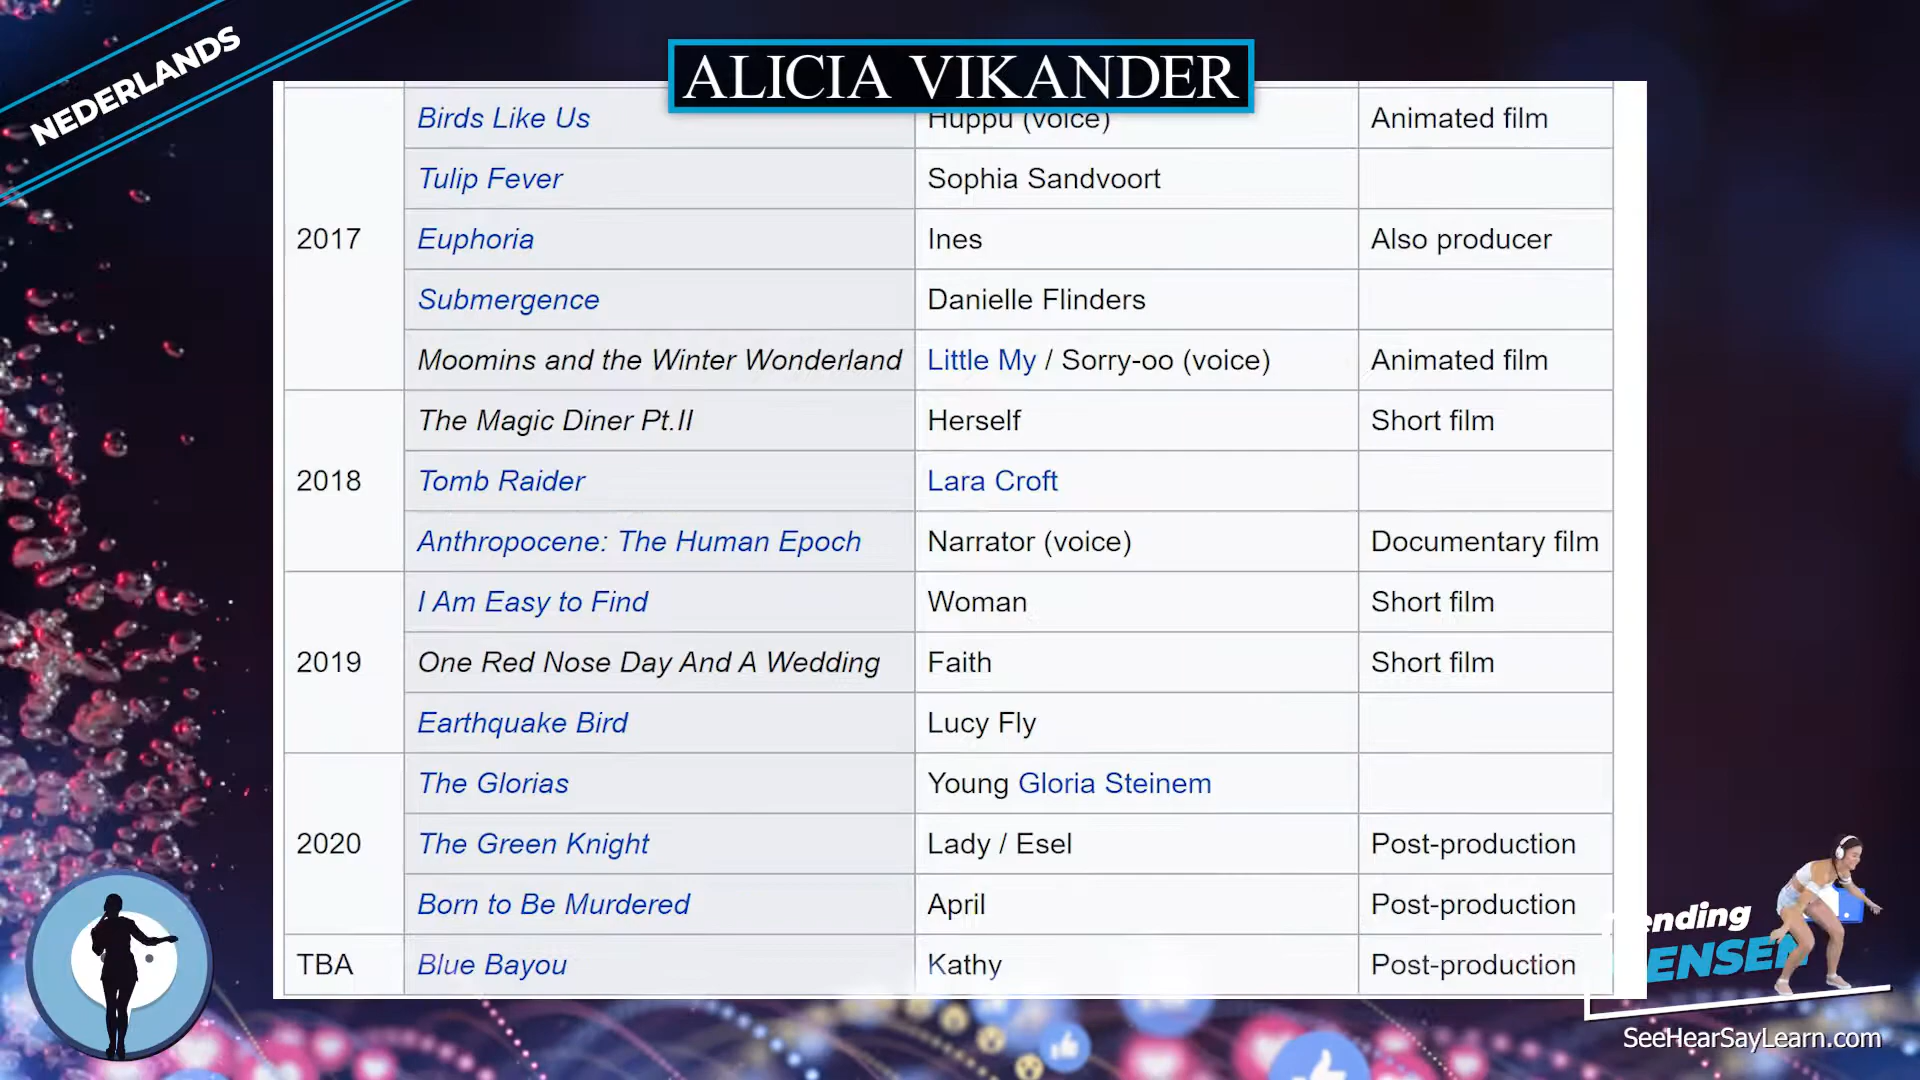 NEDERLANDS
ALICIA VIKANDER
Birds Like Us Huppu (voice) Animated film
Tulip Fever Sophia Sandvoort
2017 Euphoria Ines Also producer
Submergence Danielle Flinders
Moomins and the Winter Wonderland Little My / Sorry-oo (voice) Animated film
The Magic Diner Pt.II Herself Short film
2018 Tomb Raider Lara Croft
Anthropocene: The Human Epoch Narrator (voice) Documentary film
I Am Easy to Find Woman Short film
2019 One Red Nose Day And A Wedding Faith Short film
Earthquake Bird Lucy Fly
The Glorias Young Gloria Steinem
2020 The Green Knight Lady / Esel Post-production
Born to Be Murdered April Post-production
TBA Blue Bayou Kathy Post-production
SeeHearSayLearn.com